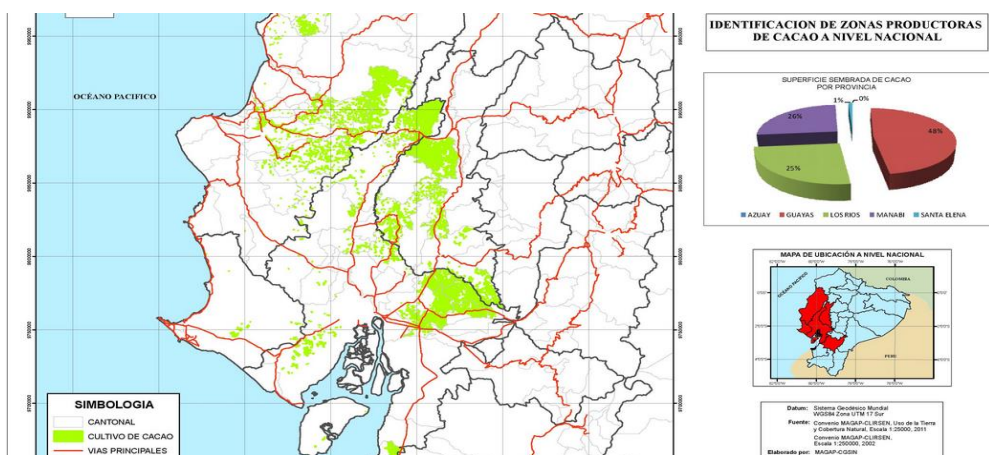 IDENTIFICACION DE ZONAS PRODUCTORAS
DE CACAO A NIVEL NACIONAL
OCÉANO PACIFICO
SUPERFICIE SEMBRADA DE CACAO
POR PROVINCIA
1%
0%
26%
48%
25%
AZUAY GUAYAS LOS RIOS MANABI SANTA ELENA
MAPA DE UBICACIÓN A NIVEL NACIONAL
OCÉANO PACIFICO
COLOMBIA
PERU
SIMBOLOGIA
CANTONAL
CULTIVO DE CACAO
VIAS PRINCIPALES
Datum: Sistema Geodésico Mundial
WGS84 Zona UTM 17 Sur
Fuente: Convenio MAGAP-CLIRSEN, Uso de la Tierra
y Cobertura Natural, Escala 1:25000, 2011
Convenio MAGAP-CLIRSEN,
Escala 1:250000, 2002
Elaborado por: MAGAP-CGSIN